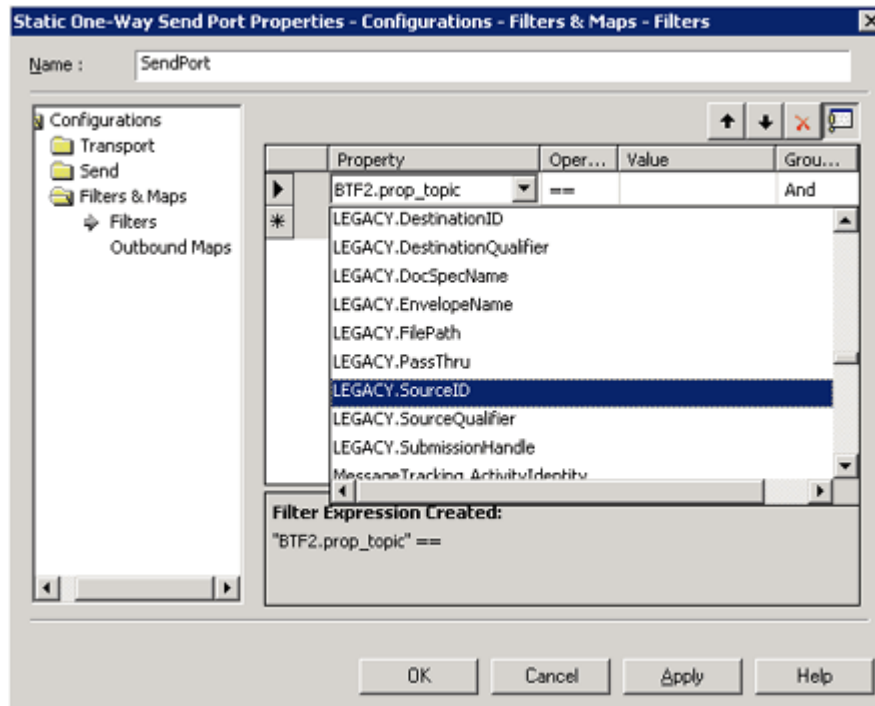 Static One-Way Send Port Properties - Configurations - Filters & Maps - Filters
Name : SendPort
Configurations
Transport
Send
Filters & Maps
Filters
Outbound Maps
Property Oper... Value Grou...
BTF2.prop_topic == And
LEGACY.DestinationID
LEGACY.DestinationQualifier
LEGACY.DocSpecName
LEGACY.EnvelopeName
LEGACY.FilePath
LEGACY.PassThru
LEGACY.SourceID
LEGACY.SourceQualifier
LEGACY.SubmissionHandle
MessageTracking.ActivityIdentity
Filter Expression Created:
"BTF2.prop_topic" ==
OK Cancel Apply Help